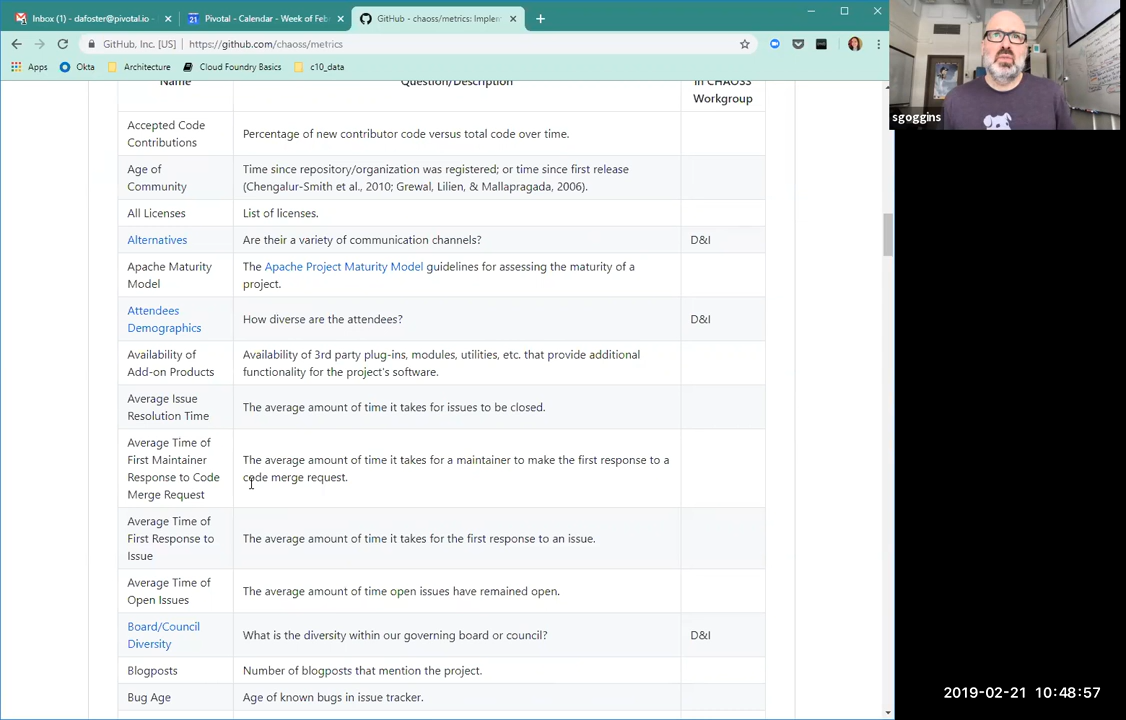 Inbox (1) - dafoster@pivotal.io -
Pivotal - Calendar - Week of Feb
GitHub - chaoss/metrics: Implem
GitHub, Inc. [US] | https://github.com/chaoss/metrics
Apps Okta Architecture Cloud Foundry Basics c10_data
sgoggins
Name
Question/Description
in CHAOSS
Workgroup
Accepted Code
Contributions
Percentage of new contributor code versus total code over time.
Age of
Community
Time since repository/organization was registered; or time since first release
(Chengalur-Smith et al., 2010; Grewal, Lilien, & Mallapragada, 2006).
All Licenses
List of licenses.
Alternatives
Are their a variety of communication channels?
D&I
Apache Maturity
Model
The Apache Project Maturity Model guidelines for assessing the maturity of a
project.
Attendees
Demographics
How diverse are the attendees?
D&I
Availability of
Add-on Products
Availability of 3rd party plug-ins, modules, utilities, etc. that provide additional
functionality for the project's software.
Average Issue
Resolution Time
The average amount of time it takes for issues to be closed.
Average Time of
First Maintainer
Response to Code
Merge Request
The average amount of time it takes for a maintainer to make the first response to a
code merge request.
Average Time of
First Response to
Issue
The average amount of time it takes for the first response to an issue.
Average Time of
Open Issues
The average amount of time open issues have remained open.
Board/Council
Diversity
What is the diversity within our governing board or council?
D&I
Blogposts
Number of blogposts that mention the project.
Bug Age
Age of known bugs in issue tracker.
2019-02-21 10:48:57